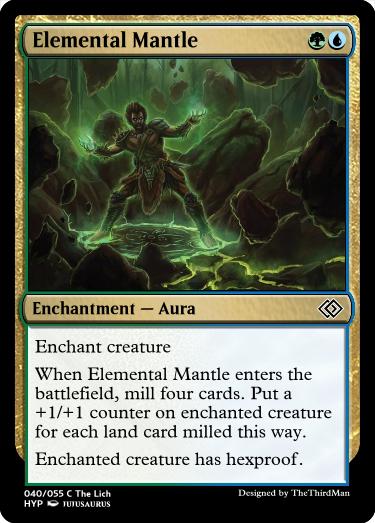 Elemental Mantle
Enchantment — Aura
Enchant creature
When Elemental Mantle enters the
battlefield, mill four cards. Put a
+1/+1 counter on enchanted creature
for each land card milled this way.
Enchanted creature has hexproof.
040/055 C The Lich
Designed by TheThirdMan
HYP JUJUSAURUS